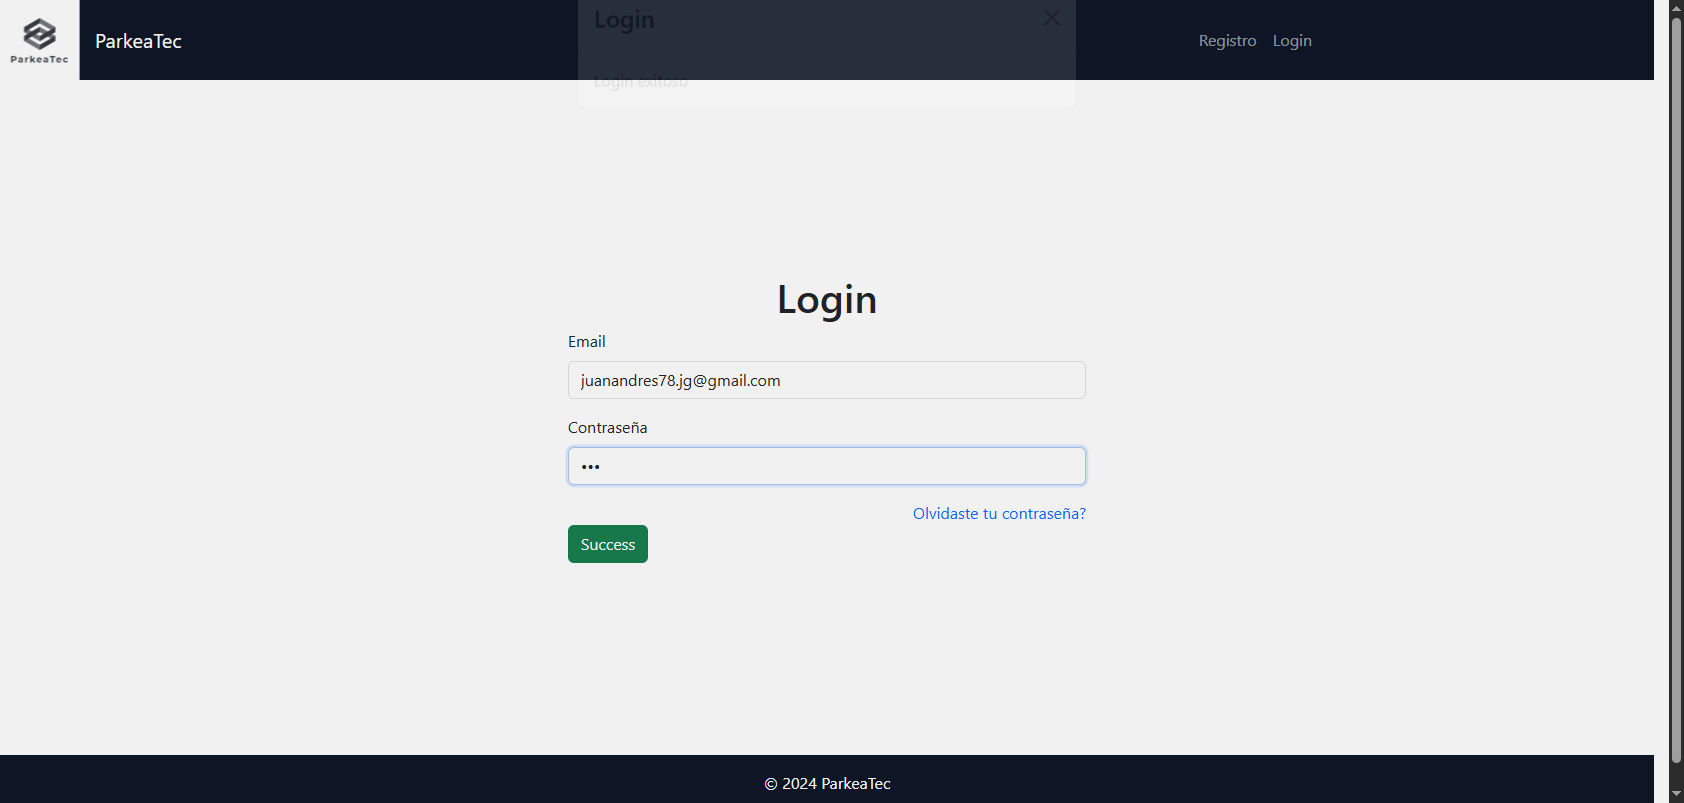 ParkeaTec
ParkeaTec
Registro Login
Login
Login exitoso
Login
Email
juanandres78.jg@gmail.com
Contraseña
•••
Olvidaste tu contraseña?
Success
© 2024 ParkeaTec